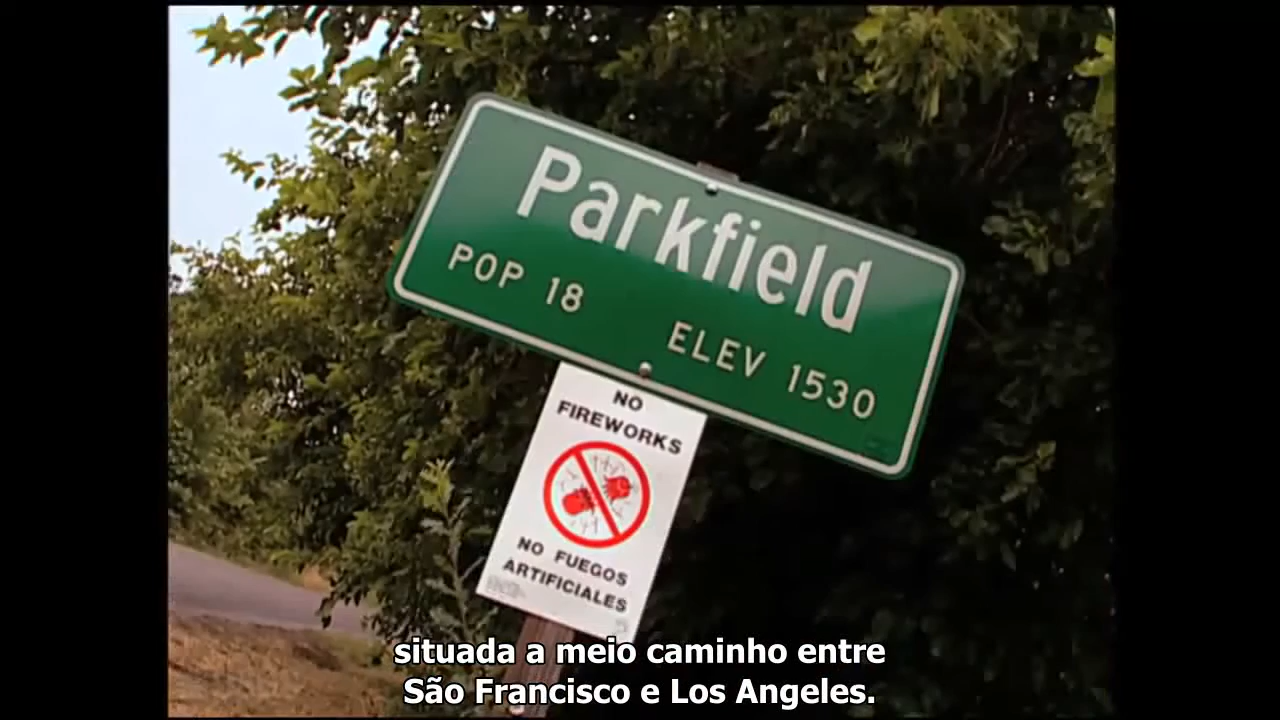 Parkfield
POP 18 ELEV 1530
NO
FIREWORKS
NO FUEGOS
ARTIFICIALES
situada a meio caminho entre
São Francisco e Los Angeles.